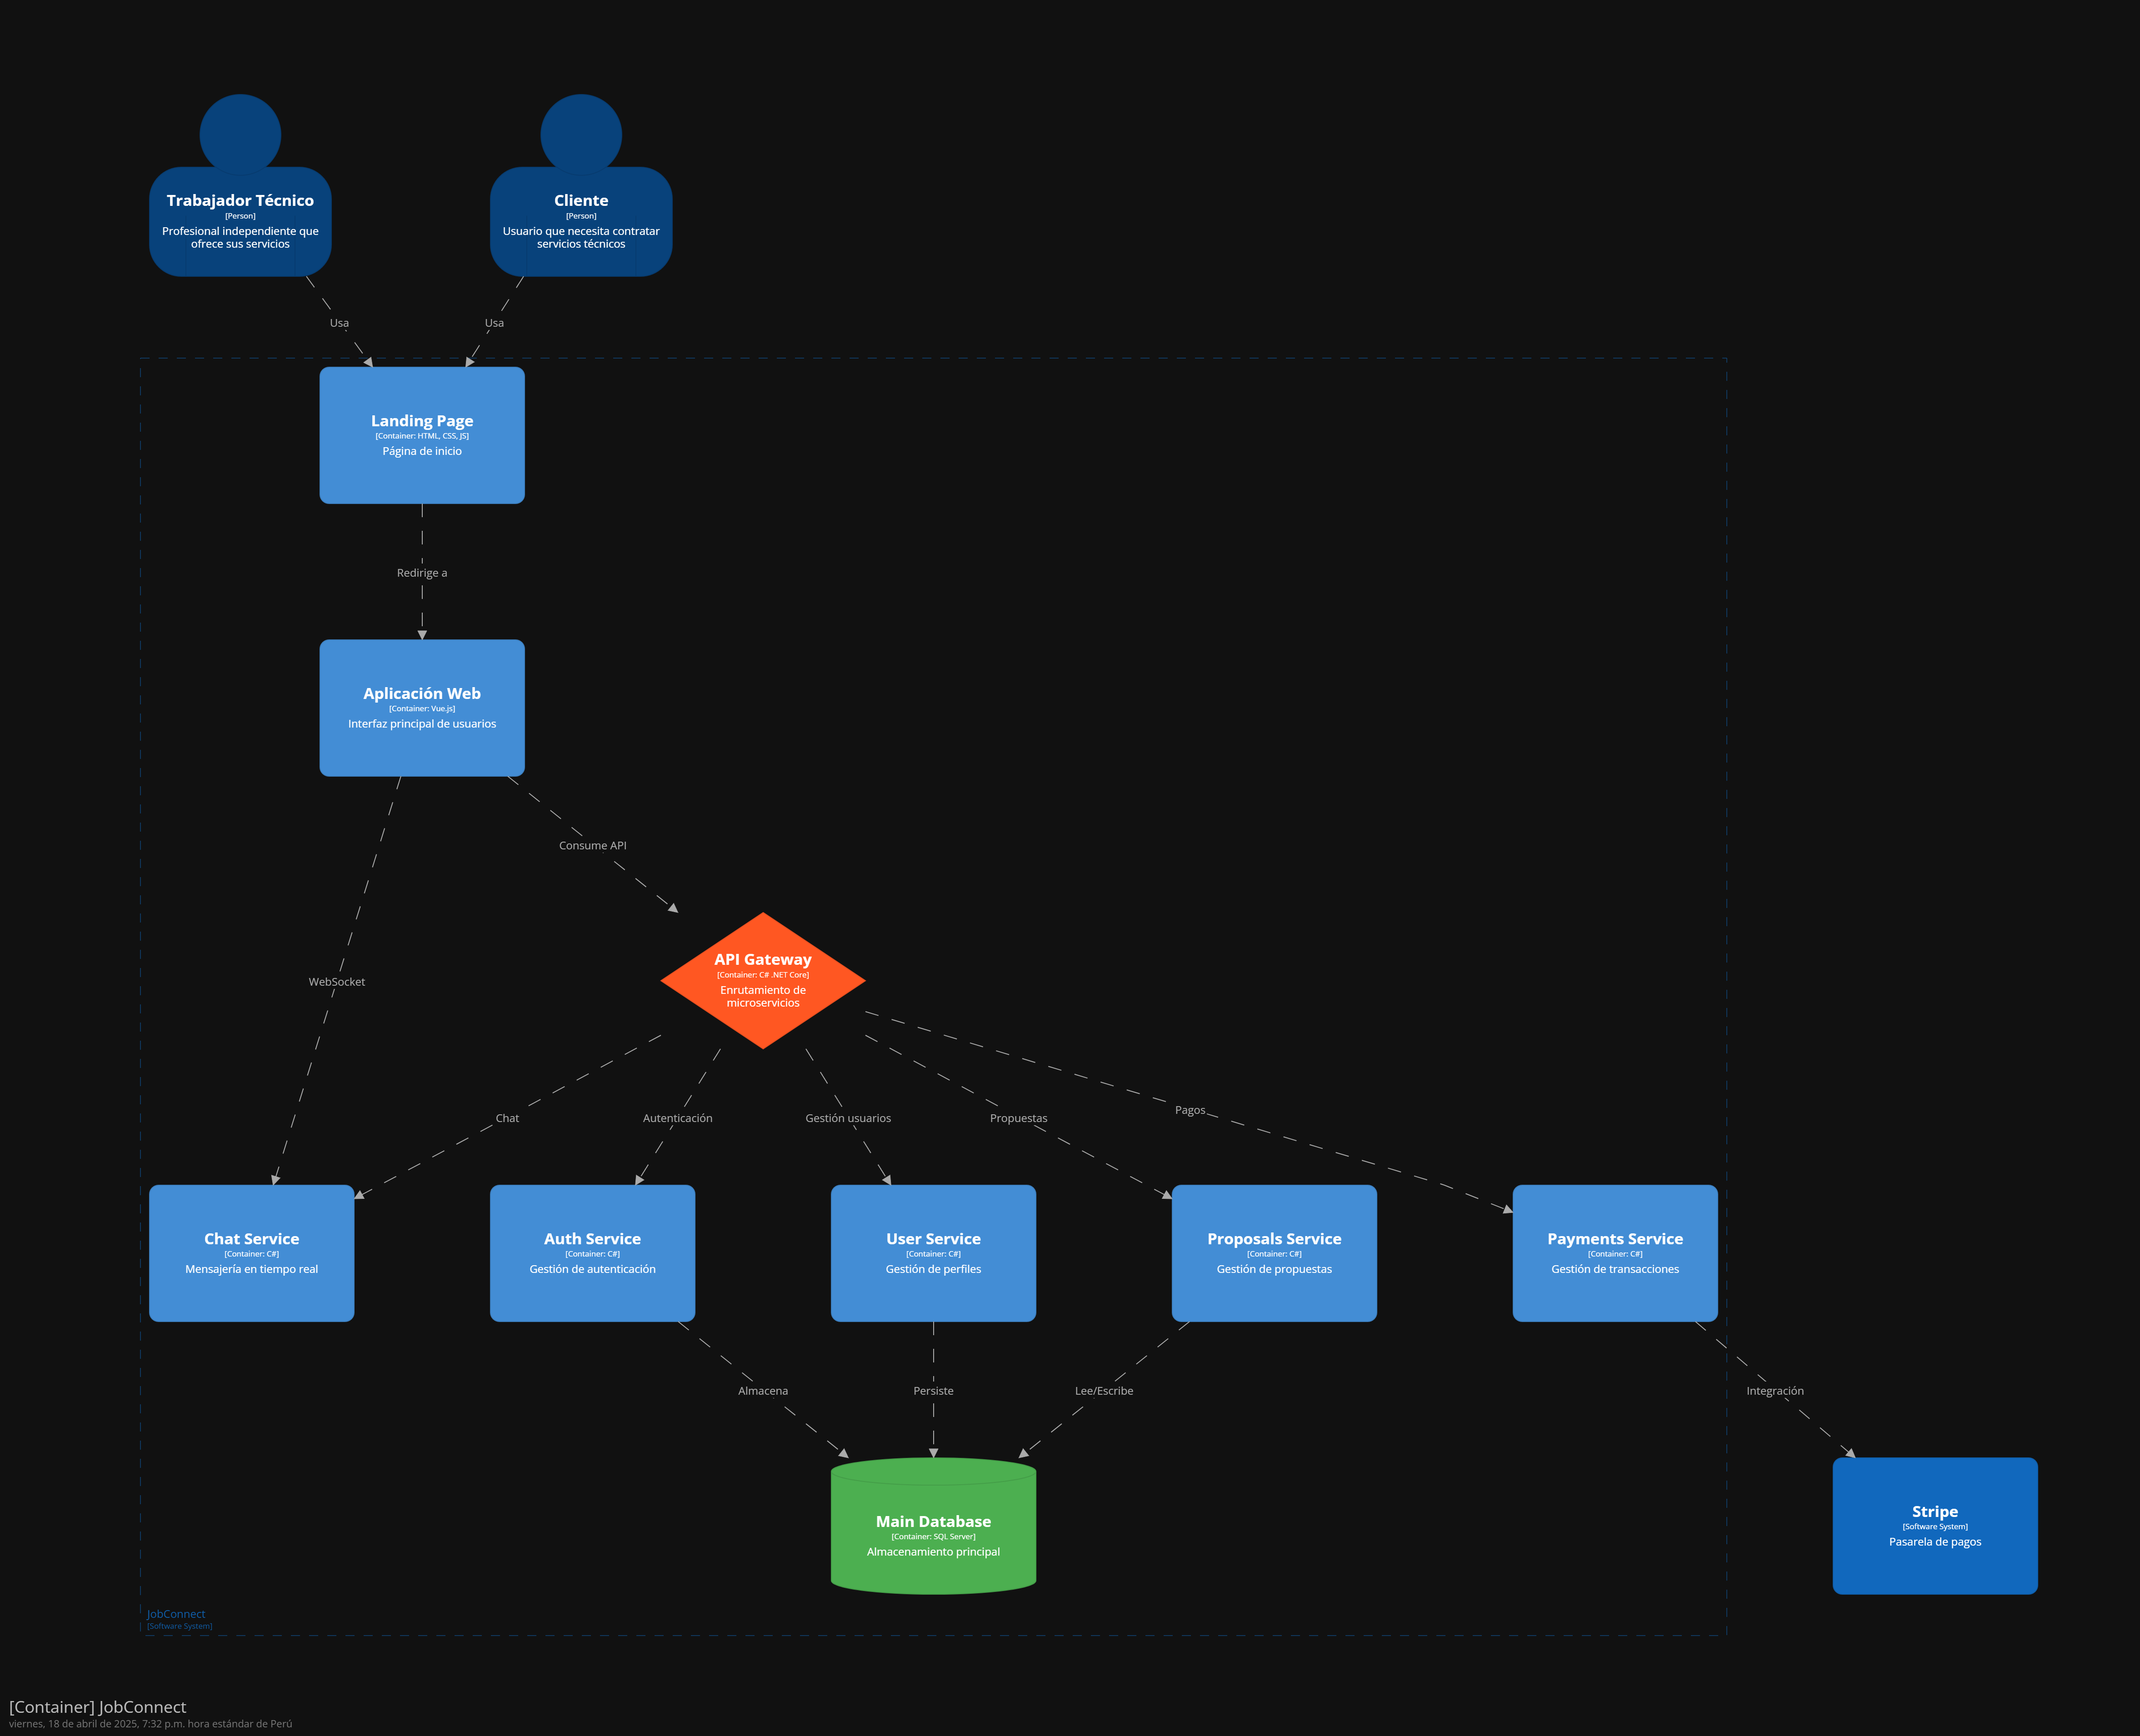 Trabajador Técnico
[Person]
Profesional independiente que
ofrece sus servicios
Cliente
[Person]
Usuario que necesita contratar
servicios técnicos
Usa
Usa
Landing Page
[Container: HTML, CSS, JS]
Página de inicio
Redirige a
Aplicación Web
[Container: Vue.js]
Interfaz principal de usuarios
Consume API
WebSocket
API Gateway
[Container: C# .NET Core]
Enrutamiento de
microservicios
Chat
Autenticación
Gestión usuarios
Propuestas
Pagos
Chat Service
[Container: C#]
Mensajería en tiempo real
Auth Service
[Container: C#]
Gestión de autenticación
User Service
[Container: C#]
Gestión de perfiles
Proposals Service
[Container: C#]
Gestión de propuestas
Payments Service
[Container: C#]
Gestión de transacciones
Almacena
Persiste
Lee/Escribe
Integración
Main Database
[Container: SQL Server]
Almacenamiento principal
Stripe
[Software System]
Pasarela de pagos
JobConnect
[Software System]
[Container] JobConnect
viernes, 18 de abril de 2025, 7:32 p.m. hora estándar de Perú